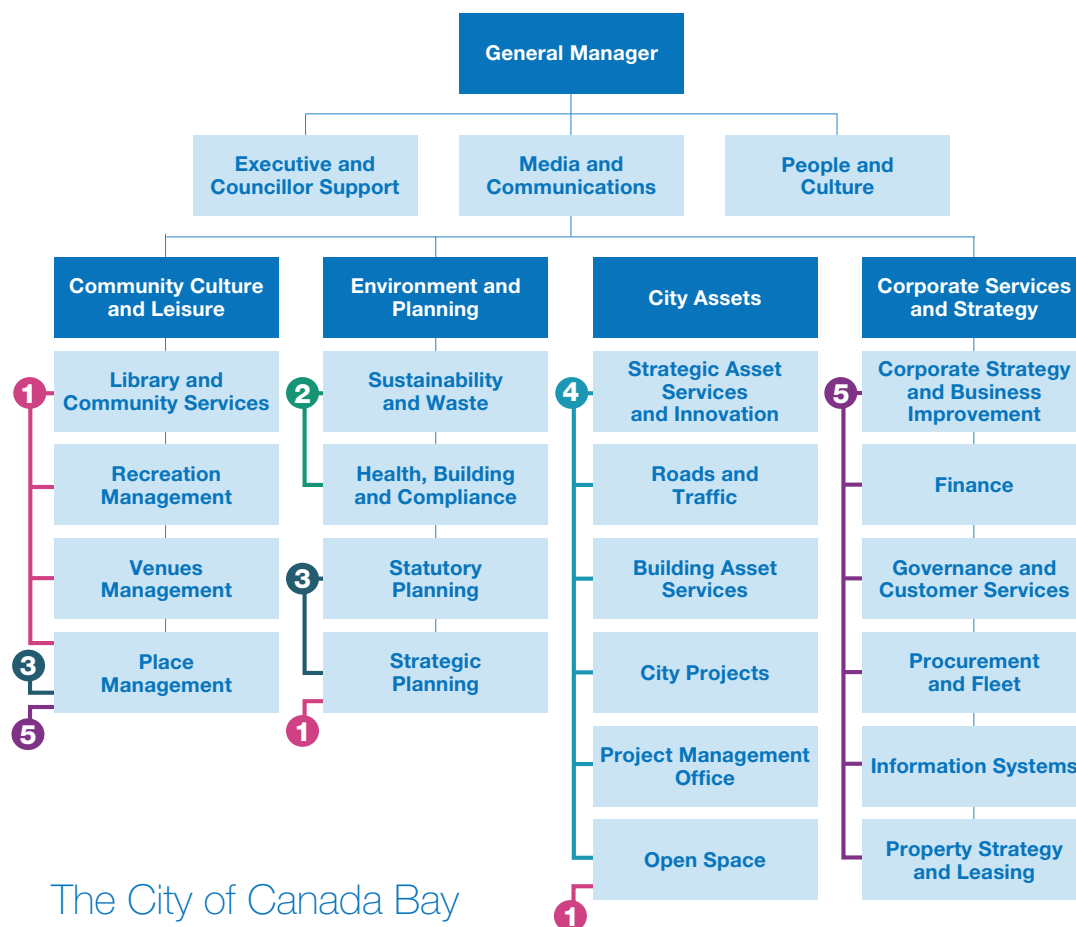 General Manager
Executive and
Councillor Support
Media and
Communications
People and
Culture
Community Culture
and Leisure
Environment and
Planning
City Assets
Corporate Services
and Strategy
1
Library and
Community Services
Recreation
Management
Venues
Management
3
Place
Management
5
2
Sustainability
and Waste
Health, Building
and Compliance
3
Statutory
Planning
Strategic
Planning
1
4
Strategic Asset
Services
and Innovation
Roads and
Traffic
Building Asset
Services
City Projects
Project Management
Office
Open Space
1
5
Corporate Strategy
and Business
Improvement
Finance
Governance and
Customer Services
Procurement
and Fleet
Information Systems
Property Strategy
and Leasing
The City of Canada Bay